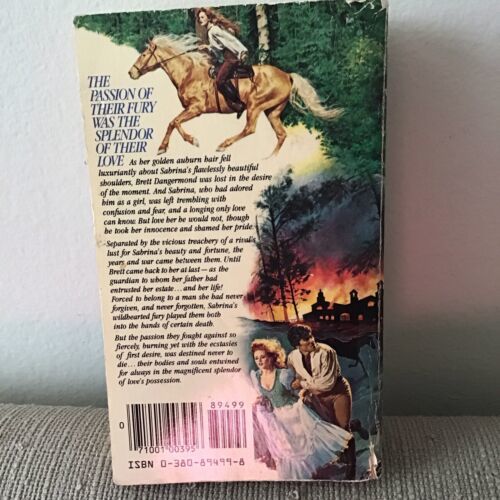 THE
PASSION OF
THEIR FURY
WAS THE
SPLENDOR
OF THEIR
LOVE As her golden auburn hair fell
luxuriantly about Sabrina's flawlessly beautiful
shoulders, Brett Dangermond was lost in the desire
of the moment. And Sabrina, who had adored
him as a girl, was left trembling with
confusion and fear, and a longing only love
can know. But love her he would not, though
he took her innocence and shamed her pride.
Separated by the vicious treachery of a rival's
lust for Sabrina's beauty and fortune, the
years and war came between them. Until
Brett came back to her at last—as the
guardian to whom her father had
entrusted her estate...and her life!
Forced to belong to a man she had never
forgiven, and never forgotten, Sabrina's
wildhearted fury played them both
into the hands of certain death.
But the passion they fought against so
fiercely, burning yet with the ecstasies
of first desire, was destined never to
die...their bodies and souls entwined
for always in the magnificent splendor
of love's possession.
89499
0
71001 00395
ISBN 0-380-89499-8